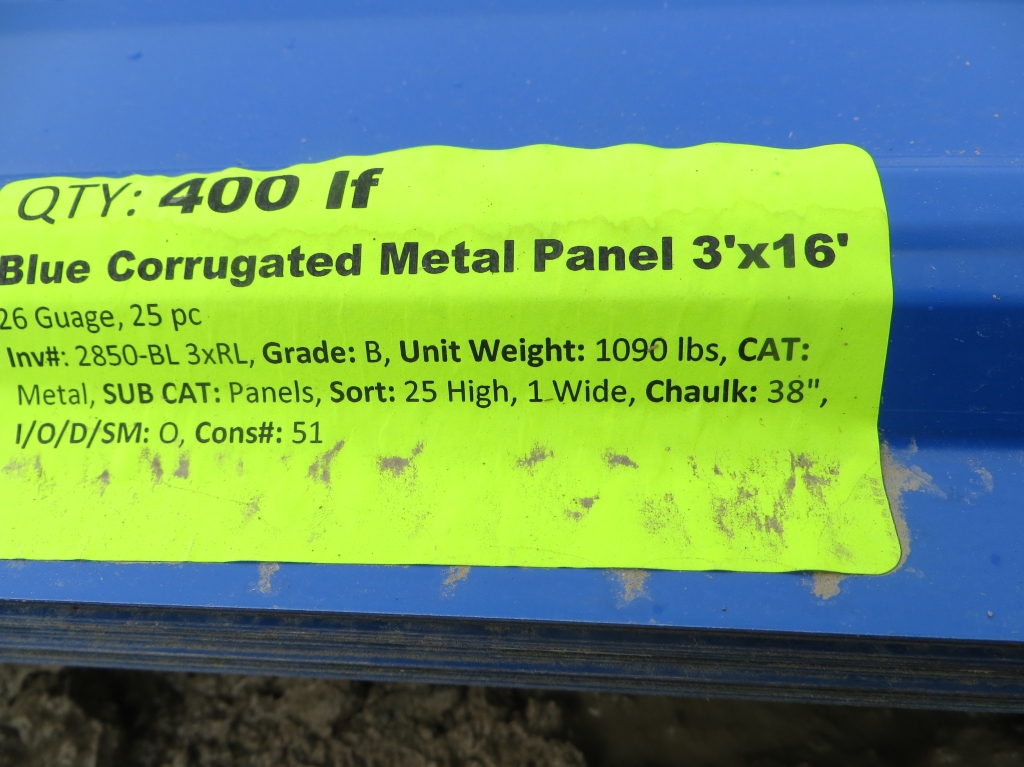 QTY: 400 lf
Blue Corrugated Metal Panel 3'x16'
26 Guage, 25 pc
Inv#: 2850-BL 3xRL, Grade: B, Unit Weight: 1090 lbs, CAT:
Metal, SUB CAT: Panels, Sort: 25 High, 1 Wide, Chaulk: 38",
I/O/D/SM: O, Cons#: 51